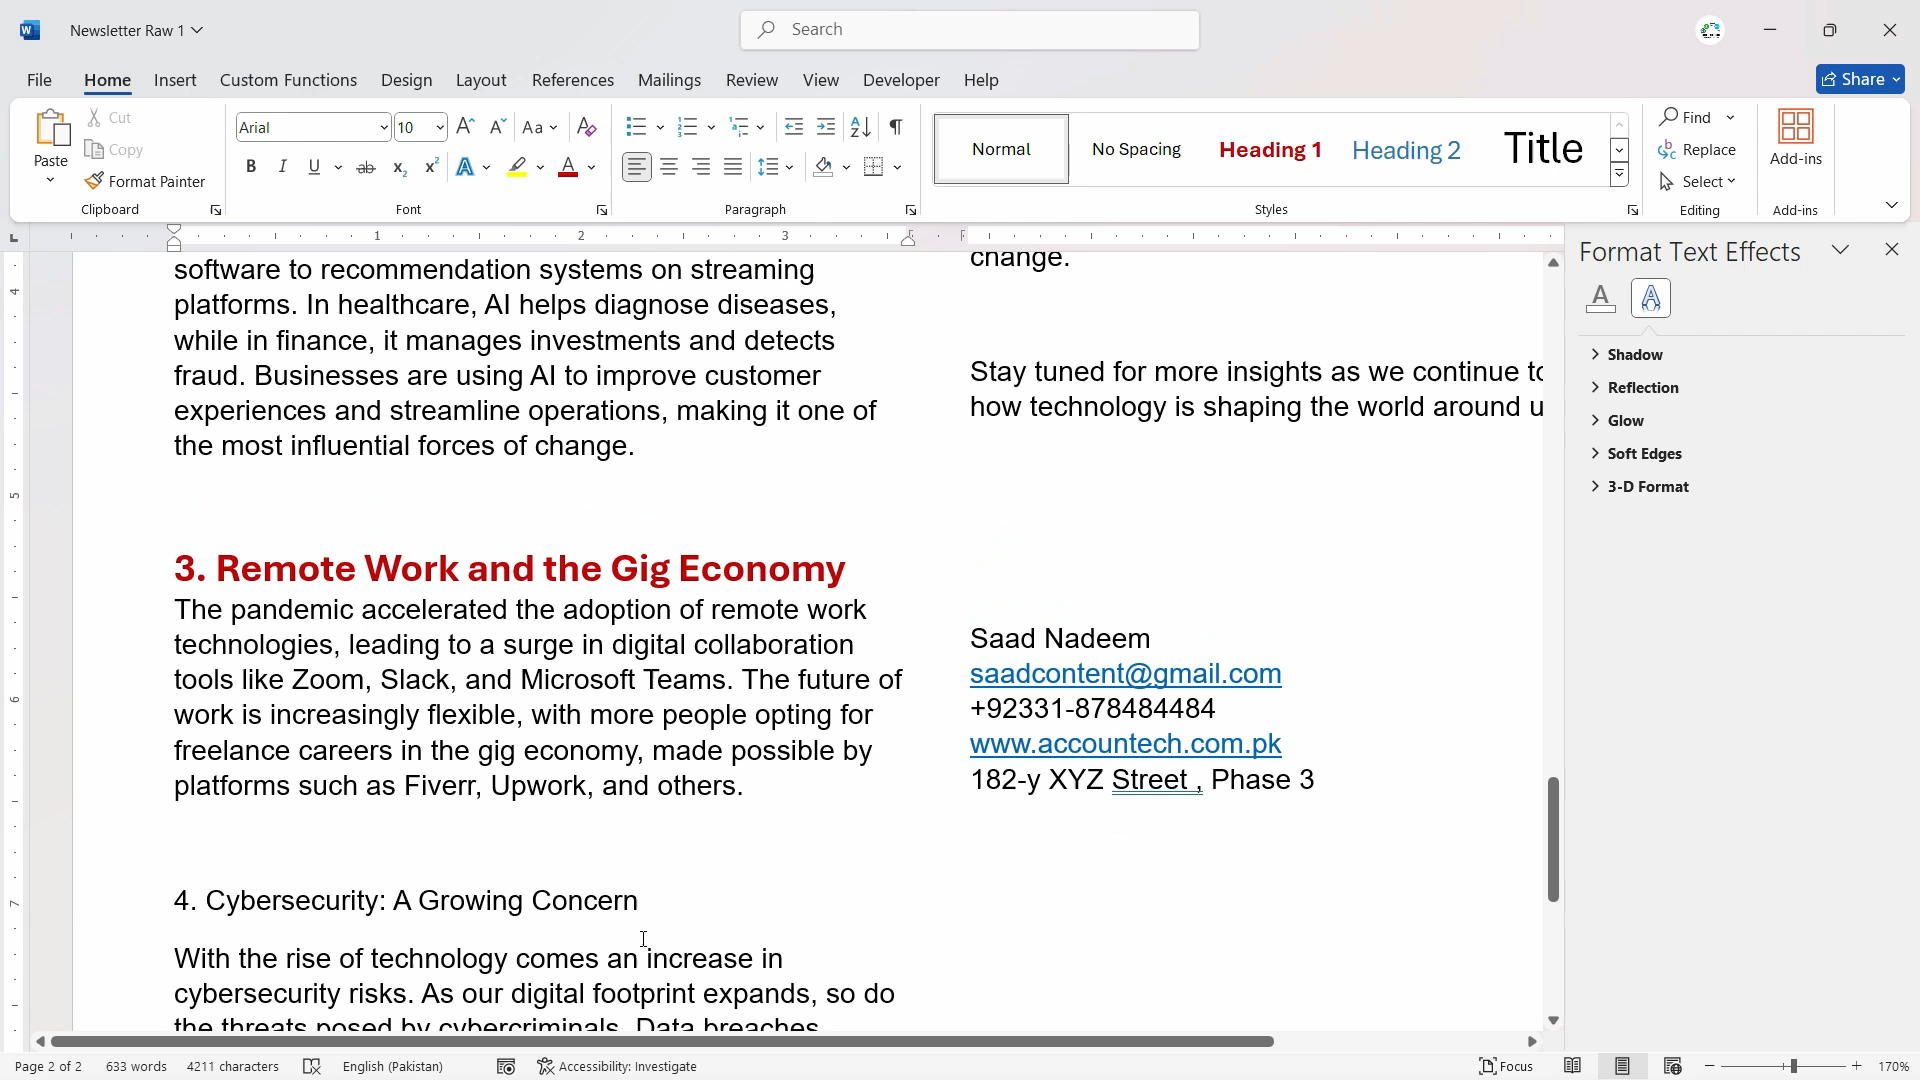 Newsletter Raw 1
Search
File Home Insert Custom Functions Design Layout References Mailings Review View Developer Help
Share
Paste
Cut
Copy
Format Painter
Clipboard
Arial 10
Aa
B I U ab x₂ x² A A
Font
Paragraph
Normal No Spacing Heading 1 Heading 2 Title
Styles
Find
Replace
Select
Editing
Add-ins
Add-ins
1 2 3
4
5
6
7
software to recommendation systems on streaming
platforms. In healthcare, AI helps diagnose diseases,
while in finance, it manages investments and detects
fraud. Businesses are using AI to improve customer
experiences and streamline operations, making it one of
the most influential forces of change.
3. Remote Work and the Gig Economy
The pandemic accelerated the adoption of remote work
technologies, leading to a surge in digital collaboration
tools like Zoom, Slack, and Microsoft Teams. The future of
work is increasingly flexible, with more people opting for
freelance careers in the gig economy, made possible by
platforms such as Fiverr, Upwork, and others.
4. Cybersecurity: A Growing Concern
With the rise of technology comes an increase in
cybersecurity risks. As our digital footprint expands, so do
the threats posed by cybercriminals. Data breaches
change.
Stay tuned for more insights as we continue to
how technology is shaping the world around u
Saad Nadeem
saadcontent@gmail.com
+92331-878484484
www.accountech.com.pk
182-y XYZ Street , Phase 3
Format Text Effects
Shadow
Reflection
Glow
Soft Edges
3-D Format
Page 2 of 2 633 words 4211 characters English (Pakistan) Accessibility: Investigate Focus 170%